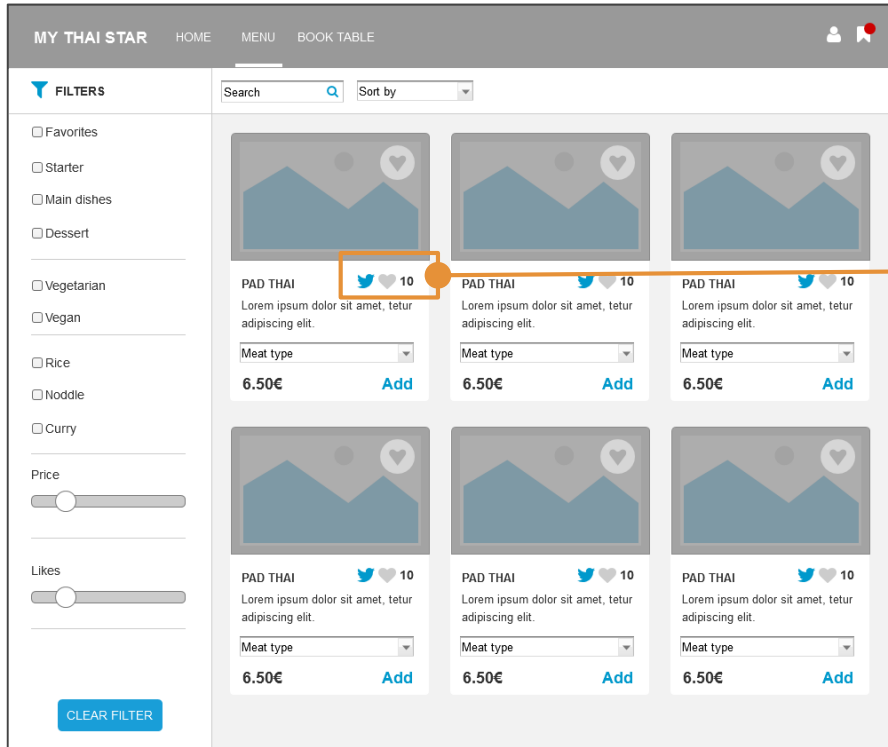 MY THAI STAR HOME MENU BOOK TABLE
FILTERS
Search Sort by
Favorites
Starter
Main dishes
Dessert
Vegetarian
Vegan
Rice
Noddle
Curry
Price
Likes
CLEAR FILTER
PAD THAI 10
Lorem ipsum dolor sit amet, tetur
adipiscing elit.
Meat type
6.50€ Add
PAD THAI 10
Lorem ipsum dolor sit amet, tetur
adipiscing elit.
Meat type
6.50€ Add
PAD THAI 10
Lorem ipsum dolor sit amet, tetur
adipiscing elit.
Meat type
6.50€ Add
PAD THAI 10
Lorem ipsum dolor sit amet, tetur
adipiscing elit.
Meat type
6.50€ Add
PAD THAI 10
Lorem ipsum dolor sit amet, tetur
adipiscing elit.
Meat type
6.50€ Add
PAD THAI 10
Lorem ipsum dolor sit amet, tetur
adipiscing elit.
Meat type
6.50€ Add